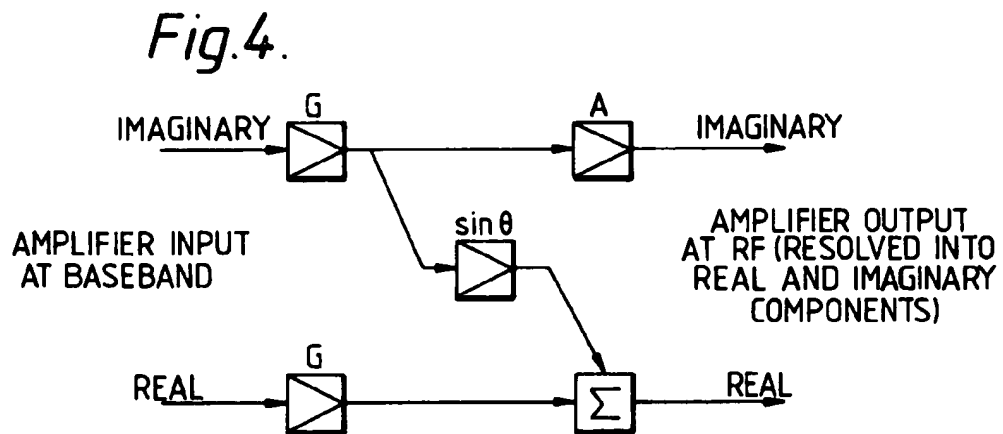 Fig.4.
G
A
IMAGINARY
IMAGINARY
sin θ
AMPLIFIER INPUT
AT BASEBAND
AMPLIFIER OUTPUT
AT RF (RESOLVED INTO
REAL AND IMAGINARY
COMPONENTS)
G
REAL
Σ
REAL